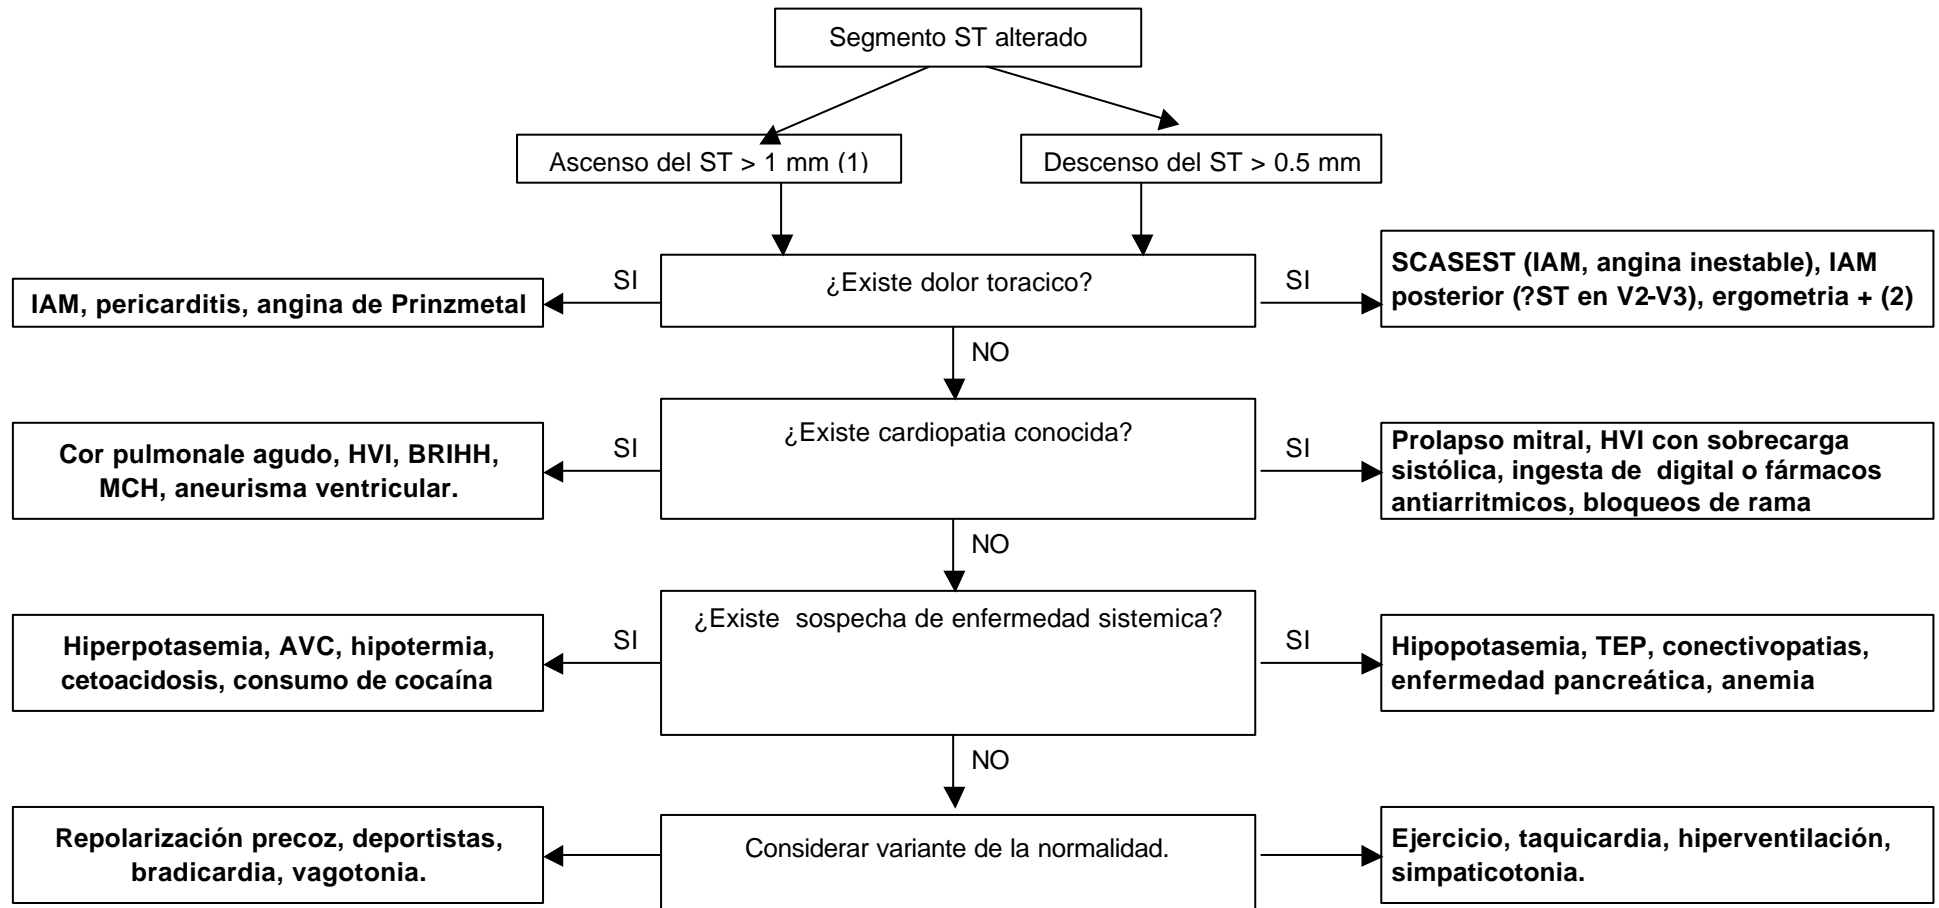 Segmento ST alterado
Ascenso del ST > 1 mm (1)
Descenso del ST > 0.5 mm
¿Existe dolor toracico?
SI
SI
IAM, pericarditis, angina de Prinzmetal
SCASEST (IAM, angina inestable), IAM
posterior (?ST en V2-V3), ergometria + (2)
NO
¿Existe cardiopatia conocida?
SI
SI
Cor pulmonale agudo, HVI, BRIHH,
MCH, aneurisma ventricular.
Prolapso mitral, HVI con sobrecarga
sistólica, ingesta de digital o fármacos
antiarritmicos, bloqueos de rama
NO
¿Existe sospecha de enfermedad sistemica?
SI
SI
Hiperpotasemia, AVC, hipotermia,
cetoacidosis, consumo de cocaína
Hipopotasemia, TEP, conectivopatias,
enfermedad pancreática, anemia
NO
Repolarización precoz, deportistas,
bradicardia, vagotonia.
Considerar variante de la normalidad.
Ejercicio, taquicardia, hiperventilación,
simpaticotonia.